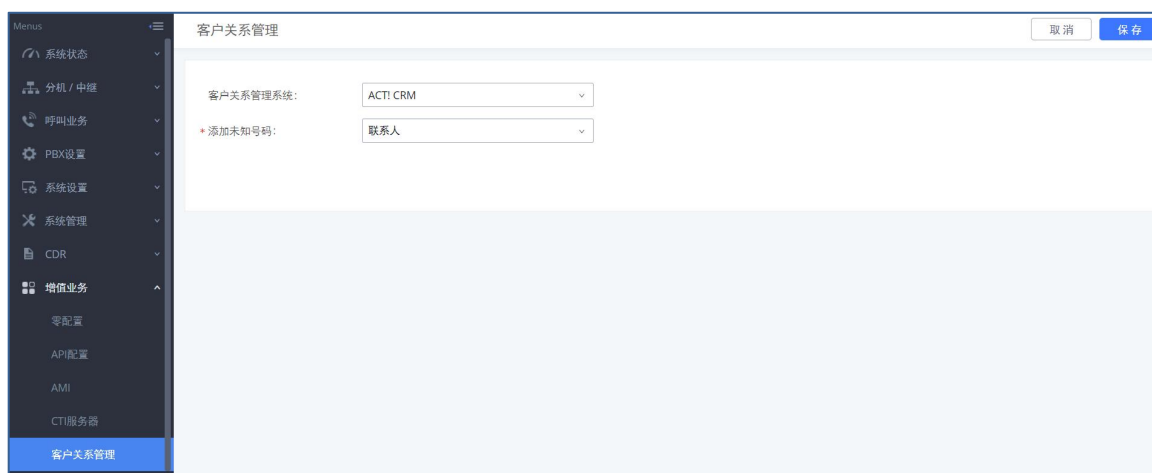 Menus
系统状态
分机 / 中继
呼叫业务
PBX设置
系统设置
系统管理
CDR
增值业务
零配置
API配置
AMI
CTI服务器
客户关系管理
客户关系管理
取消
保存
客户关系管理系统：
ACT! CRM
* 添加未知号码：
联系人